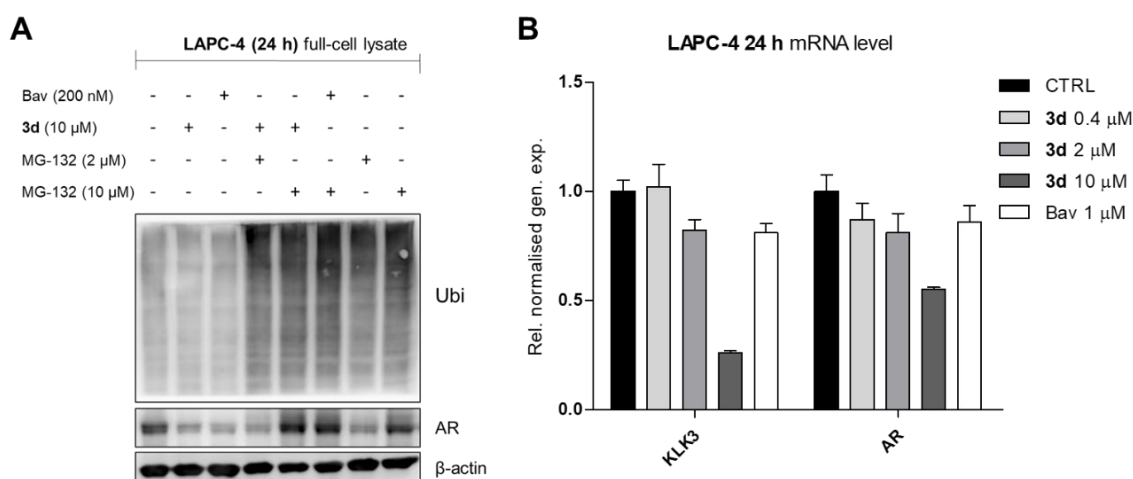 A
LAPC-4 (24 h) full-cell lysate
Bav (200 nM) - - + - - + - -
3d (10 µM) - + - + + - - -
MG-132 (2 µM) - - - + - - + -
MG-132 (10 µM) - - - - + + - +
Ubi
AR
β-actin
B
LAPC-4 24 h mRNA level
Rel. normalised gen. exp.
1.5
1.0
0.5
0.0
KLK3
AR
CTRL
3d 0.4 µM
3d 2 µM
3d 10 µM
Bav 1 µM